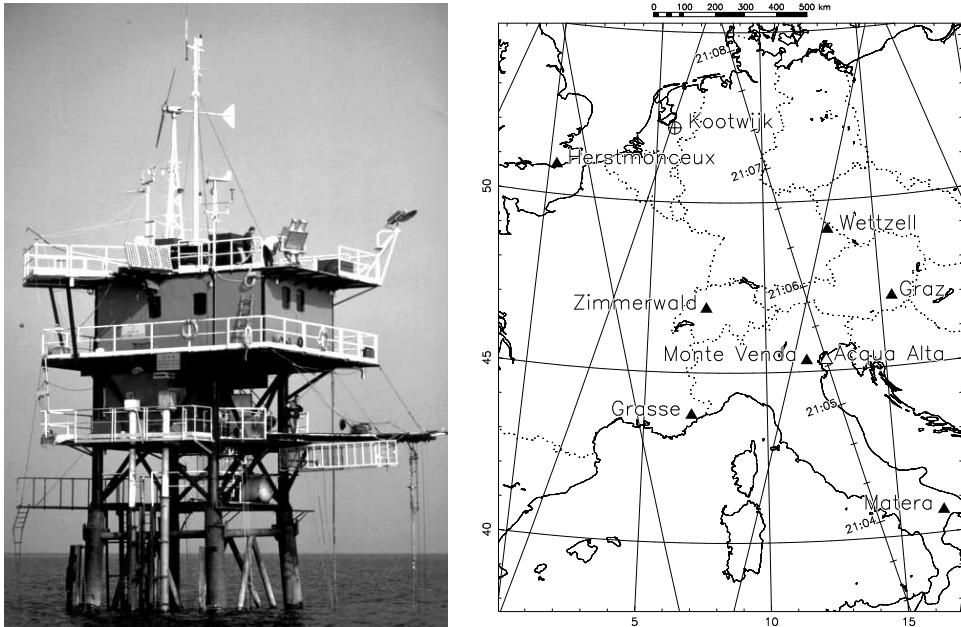 0 100 200 300 400 500 km
21:08
Kootwijk
Herstmonceux
21:07
50
Wettzell
21:06
Graz
Zimmerwald
Monte Venda
Acqua Alta
45
Grasse
21:05
Matera
21:04
40
5
10
15